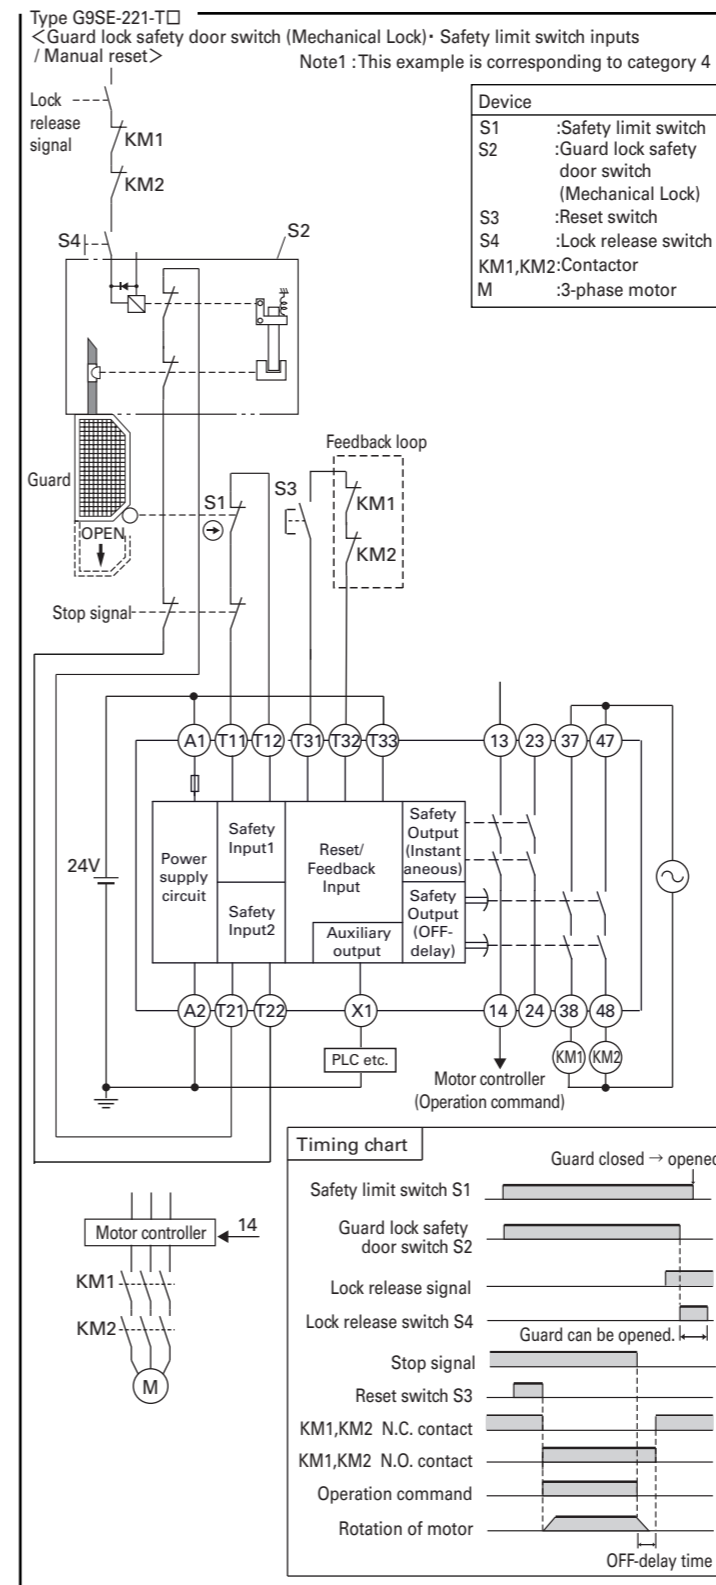 Type G9SE-221-T□
<Guard lock safety door switch (Mechanical Lock)· Safety limit switch inputs
/ Manual reset>
Note1 :This example is corresponding to category 4
Lock
release
signal
KM1
KM2
S4
S2
Device
S1 :Safety limit switch
S2 :Guard lock safety
door switch
(Mechanical Lock)
S3 :Reset switch
S4 :Lock release switch
KM1,KM2:Contactor
M :3-phase motor
Guard
OPEN
Feedback loop
S1
S3
KM1
KM2
Stop signal
A1 T11 T12 T31 T32 T33 13 23 37 47
24V
Power
supply
circuit
Safety
Input1
Safety
Input2
Reset/
Feedback
Input
Auxiliary
output
Safety
Output
(Instant
aneous)
Safety
Output
(OFF-
delay)
A2 T21 T22 X1 14 24 38 48
PLC etc.
KM1 KM2
Motor controller
(Operation command)
Timing chart
Guard closed → opened
Safety limit switch S1
Guard lock safety
door switch S2
Lock release signal
Lock release switch S4
Guard can be opened.
Stop signal
Reset switch S3
KM1,KM2 N.C. contact
KM1,KM2 N.O. contact
Operation command
Rotation of motor
OFF-delay time
Motor controller
14
KM1
KM2
M